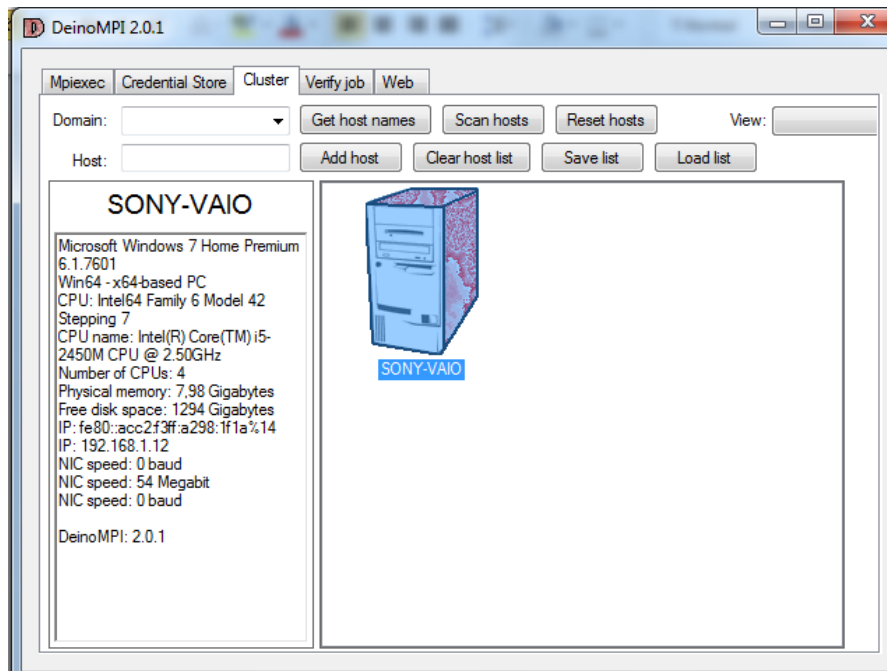 DeinoMPI 2.0.1
Mpiexec Credential Store Cluster Verify job Web
Domain: Get host names Scan hosts Reset hosts View:
Host: Add host Clear host list Save list Load list
SONY-VAIO
Microsoft Windows 7 Home Premium
6.1.7601
Win64 - x64-based PC
CPU: Intel64 Family 6 Model 42
Stepping 7
CPU name: Intel(R) Core(TM) i5-
2450M CPU @ 2.50GHz
Number of CPUs: 4
Physical memory: 7,98 Gigabytes
Free disk space: 1294 Gigabytes
IP: fe80::acc2:f3ff:a298:1f1a%14
IP: 192.168.1.12
NIC speed: 0 baud
NIC speed: 54 Megabit
NIC speed: 0 baud
DeinoMPI: 2.0.1
SONY-VAIO